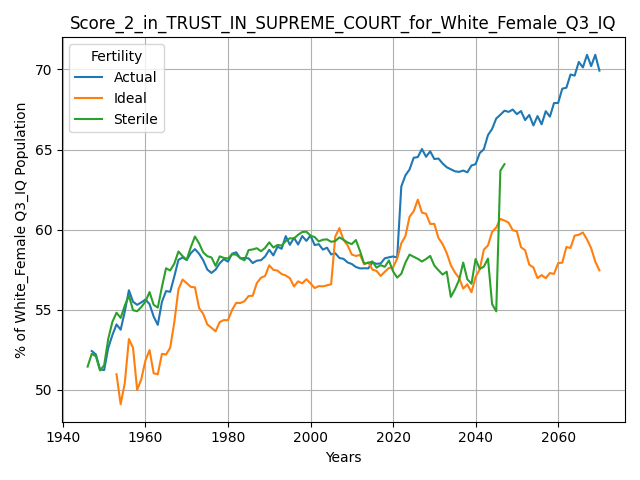 Score_2_in_TRUST_IN_SUPREME_COURT_for_White_Female_Q3_IQ
Fertility
Actual
Ideal
Sterile
% of White_Female Q3_IQ Population
70
65
60
55
50
1940
1960
1980
2000
2020
2040
2060
Years